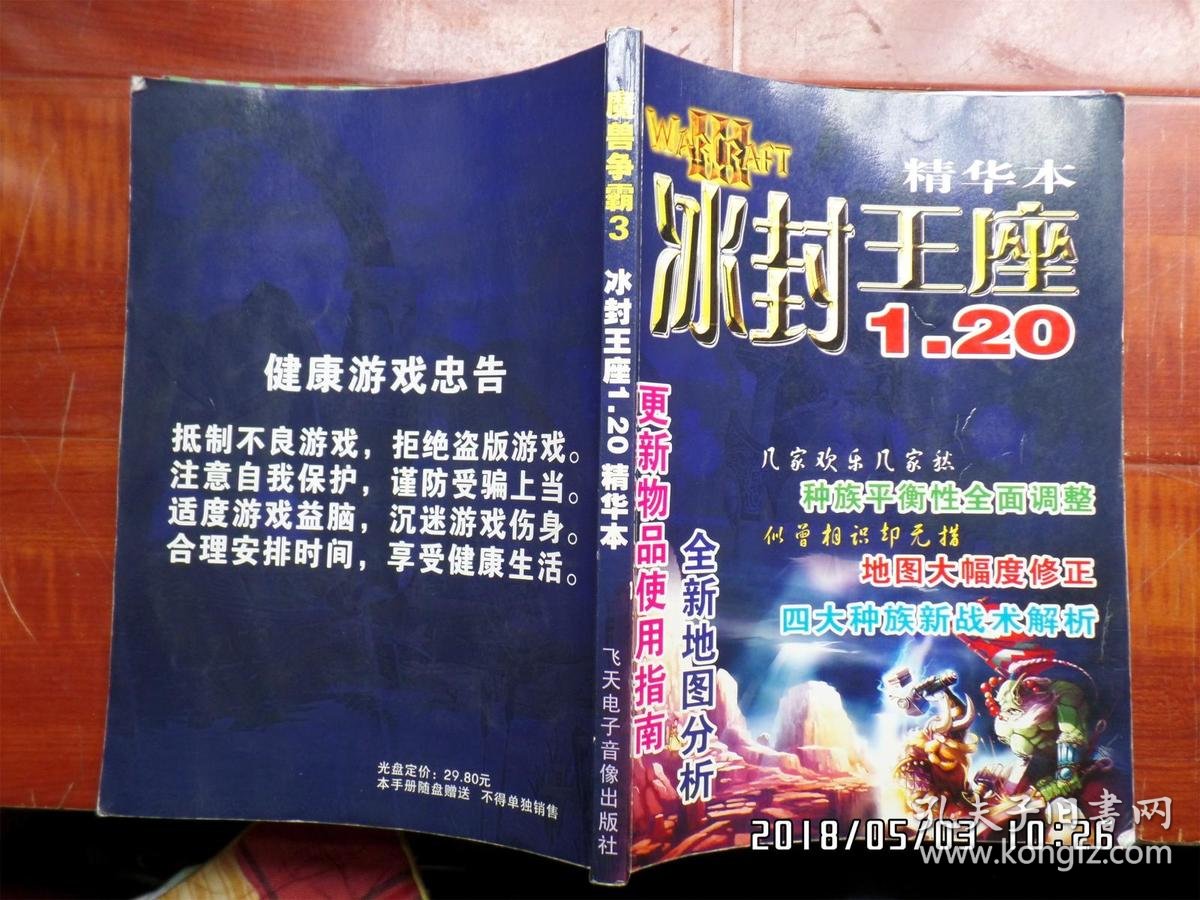 健康游戏忠告
抵制不良游戏，拒绝盗版游戏。
注意自我保护，谨防受骗上当。
适度游戏益脑，沉迷游戏伤身。
合理安排时间，享受健康生活。
光盘定价：29.80元
本手册随盘赠送 不得单独销售
魔兽争霸3 冰封王座1.20 精华本
飞天电子音像出版社
WARCRAFT III
精华本
冰封王座
1.20
几家欢乐几家愁
种族平衡性全面调整
似曾相识却无措
地图大幅度修正
四大种族新战术解析
更新物品使用指南
全新地图分析
孔夫子旧書网
2018/05/03 10:26
www.kongfz.com